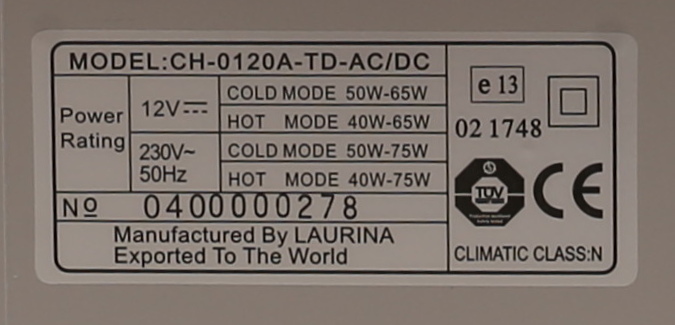 MODEL:CH-0120A-TD-AC/DC
Power Rating
12V⎓
COLD MODE 50W-65W
HOT MODE 40W-65W
230V~ 50Hz
COLD MODE 50W-75W
HOT MODE 40W-75W
Nº 0400000278
Manufactured By LAURINA
Exported To The World
e 13
02 1748
TÜV
CE
CLIMATIC CLASS:N